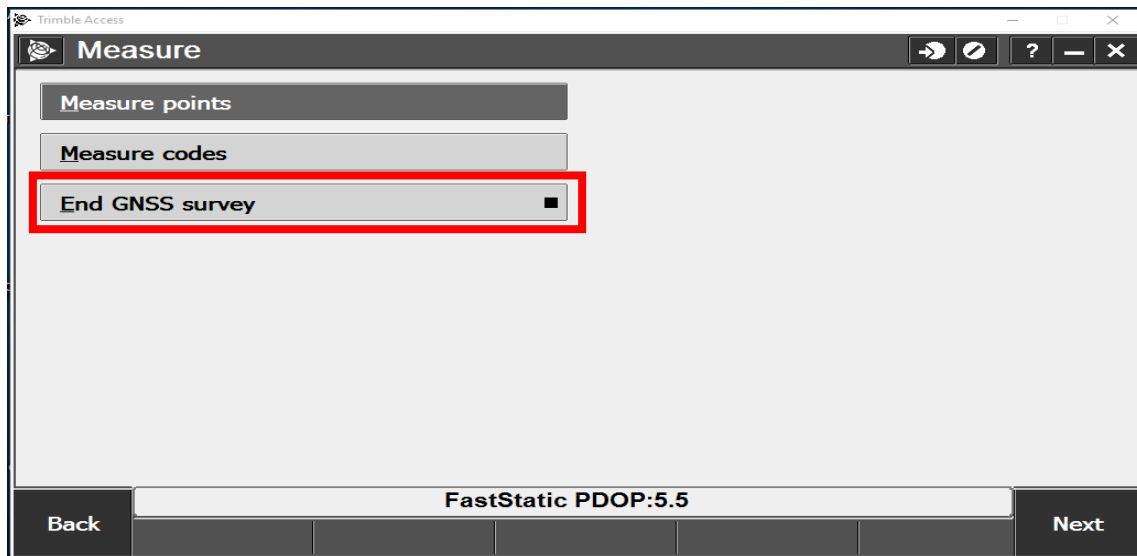 Trimble Access
Measure
?
Measure points
Measure codes
End GNSS survey
FastStatic PDOP:5.5
Back
Next